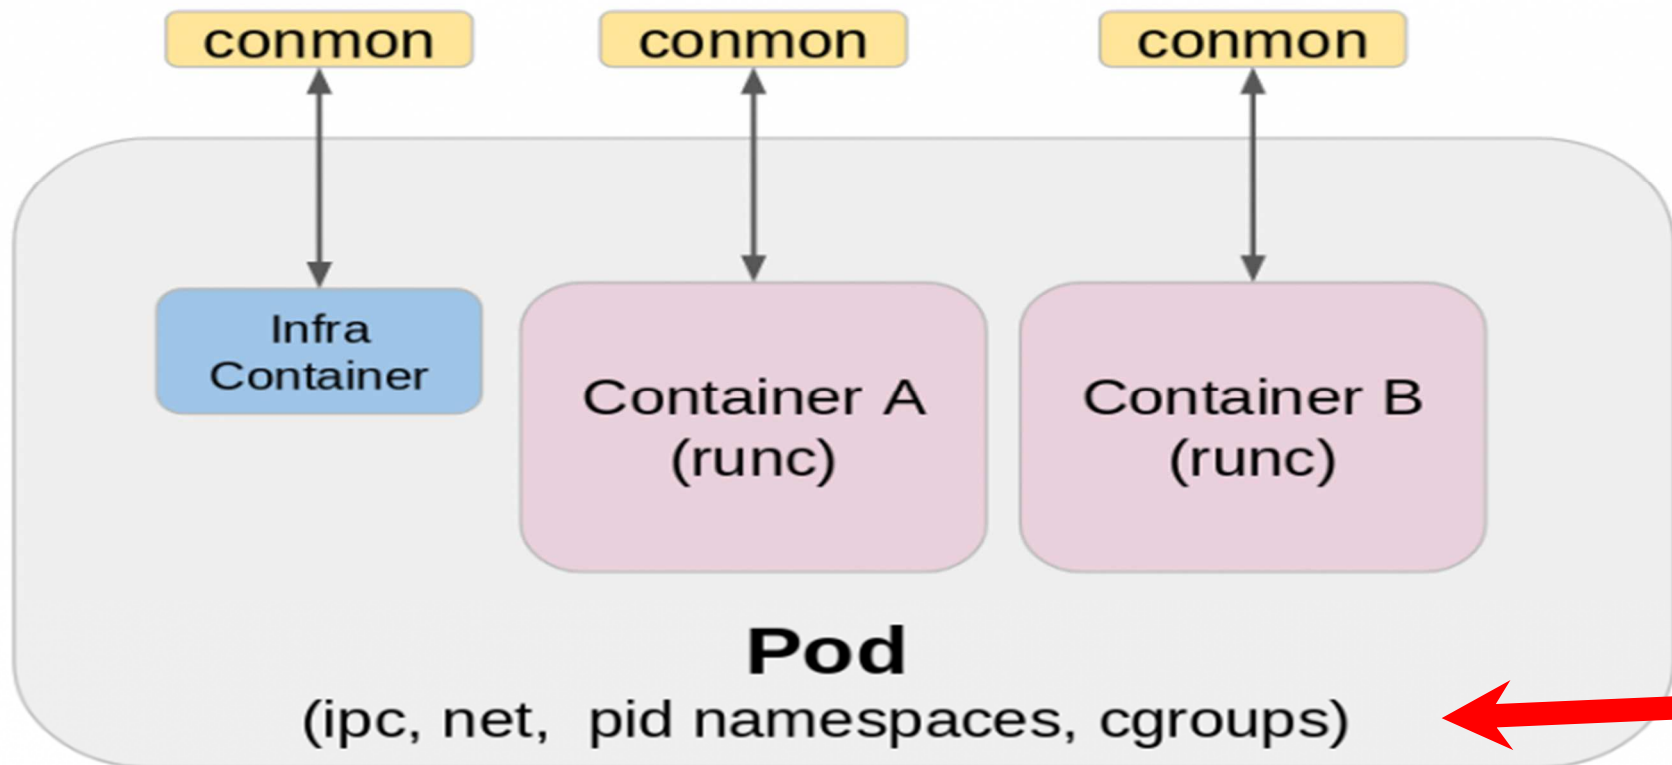 conmon
conmon
conmon
Infra
Container
Container A
(runc)
Container B
(runc)
Pod
(ipc, net, pid namespaces, cgroups)